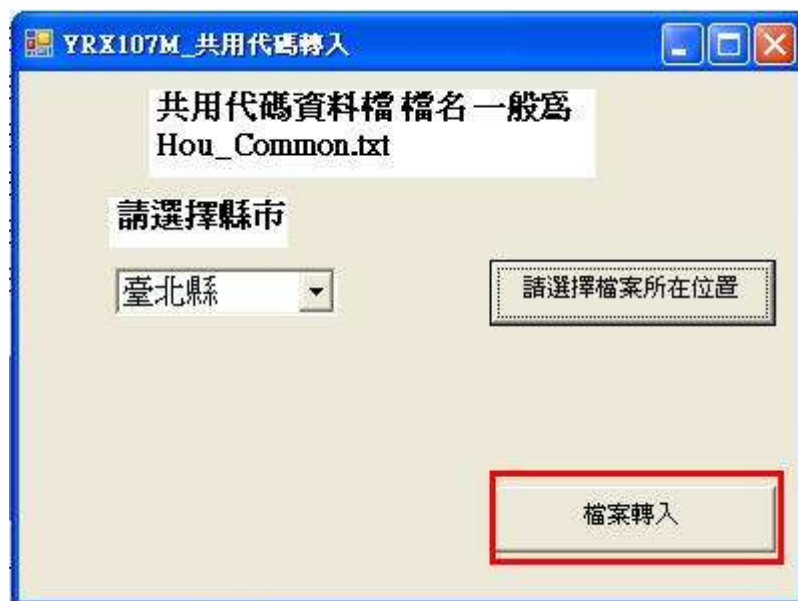 YRX107M_共用代碼轉入
共用代碼資料檔 檔名 一般爲
Hou_Common.txt
請選擇縣市
臺北縣
請選擇檔案所在位置
檔案轉入